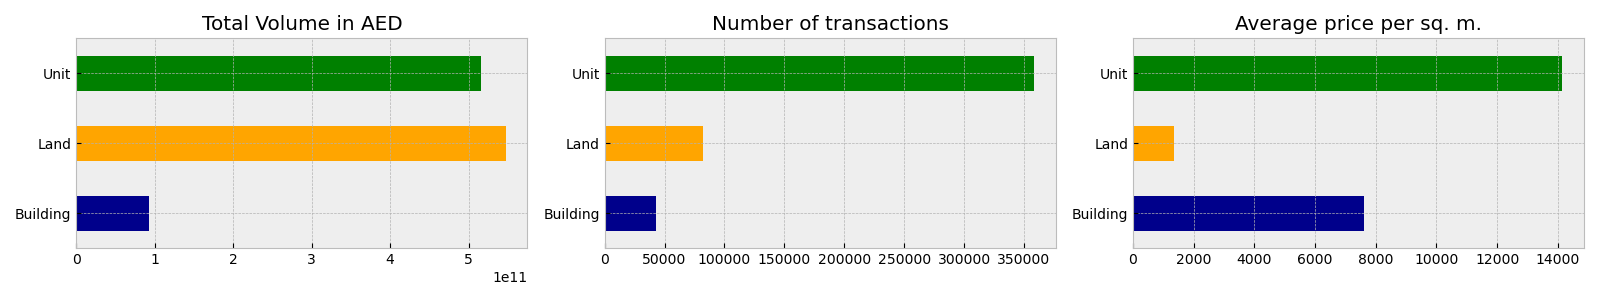 Total Volume in AED
Unit
Land
Building
0 1 2 3 4 5
1e11
Number of transactions
Unit
Land
Building
0 50000 100000 150000 200000 250000 300000 350000
Average price per sq. m.
Unit
Land
Building
0 2000 4000 6000 8000 10000 12000 14000